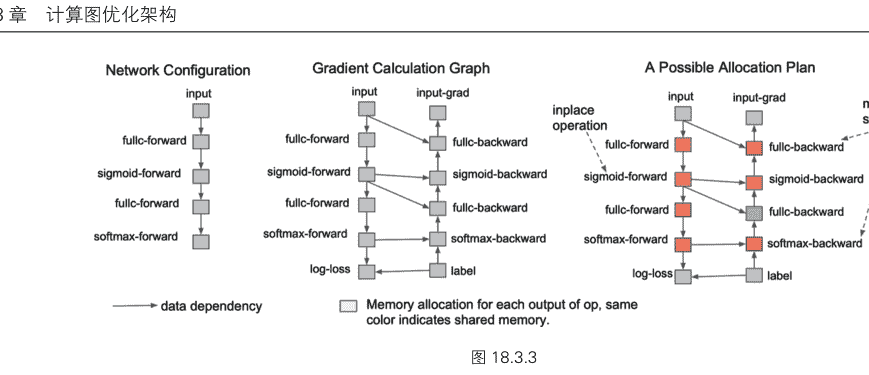 章 计算图优化架构
Network Configuration
input
fullc-forward
sigmoid-forward
fullc-forward
softmax-forward
Gradient Calculation Graph
input
input-grad
fullc-forward
fullc-backward
sigmoid-forward
sigmoid-backward
fullc-forward
fullc-backward
softmax-forward
softmax-backward
log-loss
label
A Possible Allocation Plan
input
input-grad
inplace
operation
fullc-forward
fullc-backward
sigmoid-forward
sigmoid-backward
fullc-forward
fullc-backward
softmax-forward
softmax-backward
log-loss
label
data dependency
Memory allocation for each output of op, same
color indicates shared memory.
图 18.3.3